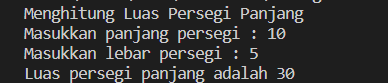 Menghitung Luas Persegi Panjang
Masukkan panjang persegi : 10
Masukkan lebar persegi : 5
Luas persegi panjang adalah 30